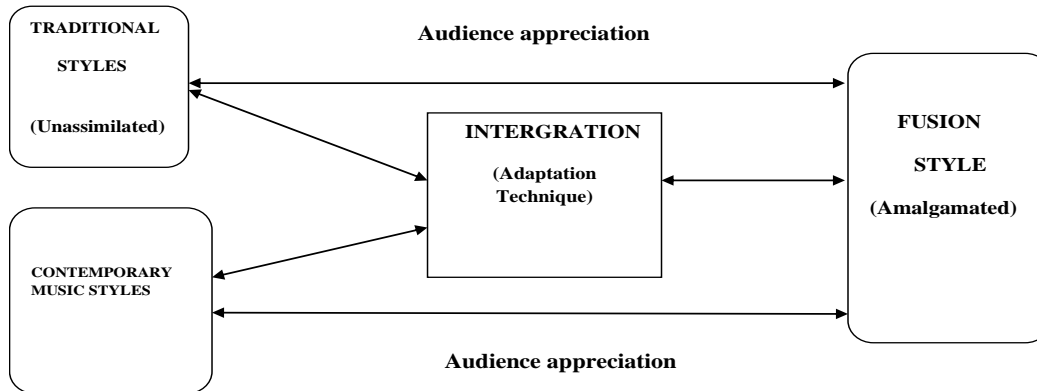 TRADITIONAL
STYLES
(Unassimilated)
Audience appreciation
INTERGRATION
(Adaptation
Technique)
FUSION
STYLE
(Amalgamated)
CONTEMPORARY
MUSIC STYLES
Audience appreciation